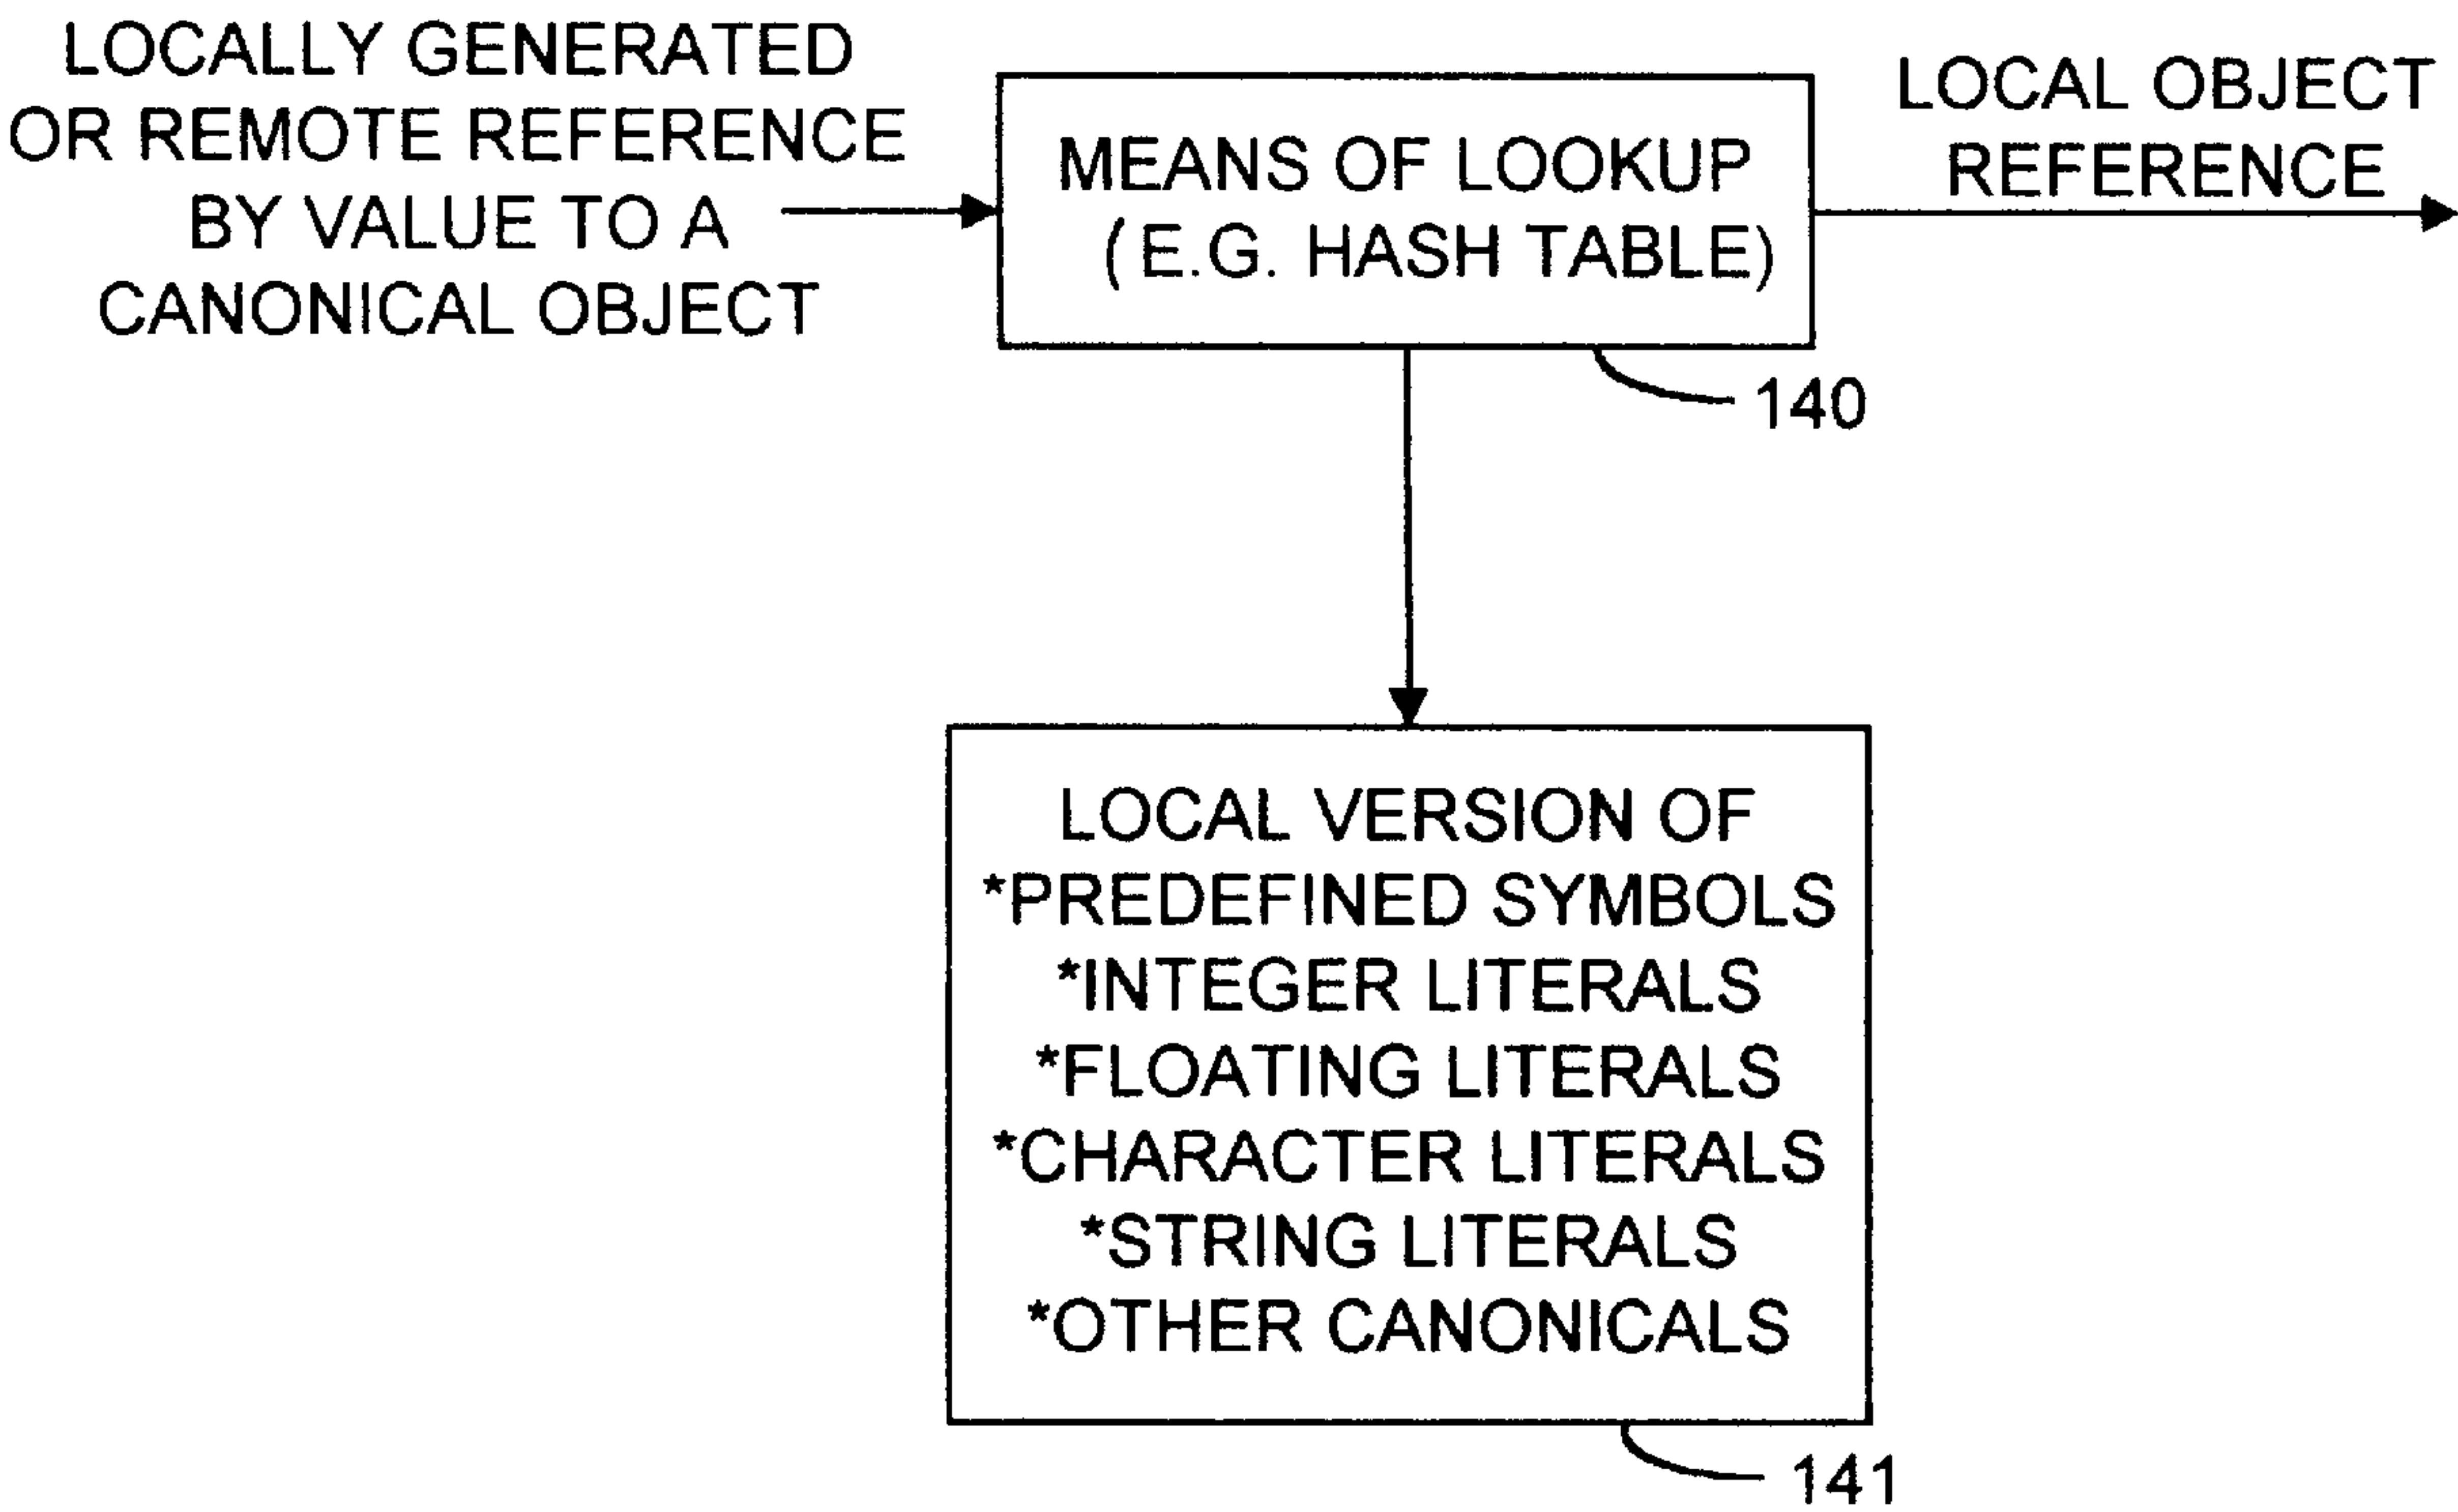 LOCALLY GENERATED
OR REMOTE REFERENCE
BY VALUE TO A
CANONICAL OBJECT
MEANS OF LOOKUP
(E.G. HASH TABLE)
LOCAL OBJECT
REFERENCE
140
LOCAL VERSION OF
*PREDEFINED SYMBOLS
*INTEGER LITERALS
*FLOATING LITERALS
*CHARACTER LITERALS
*STRING LITERALS
*OTHER CANONICALS
141